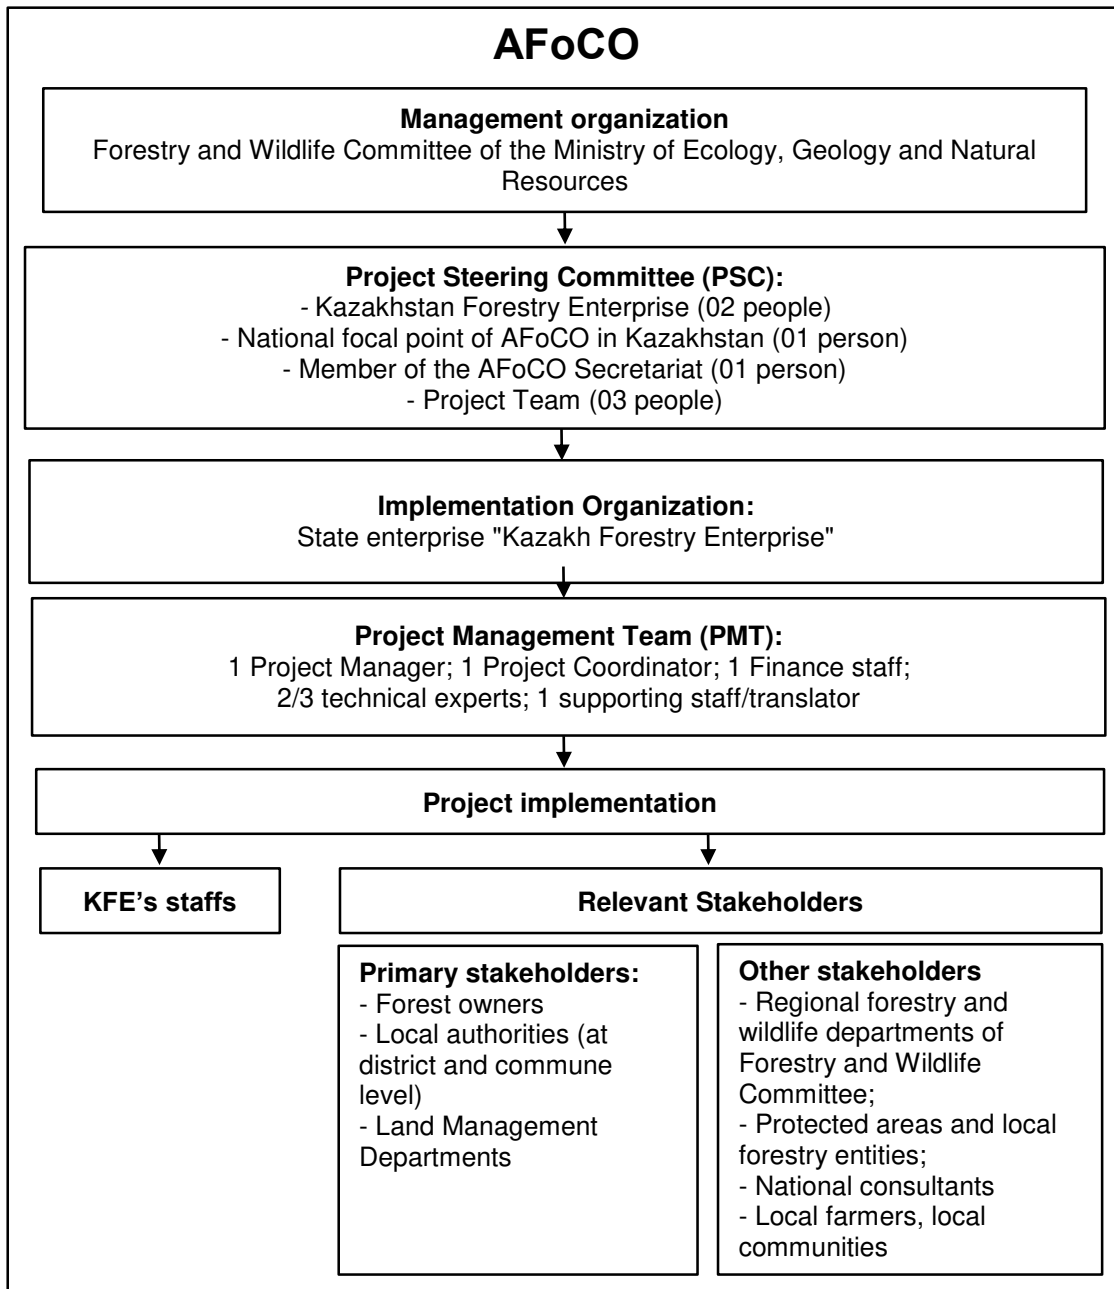 AFoCO
Management organization
Forestry and Wildlife Committee of the Ministry of Ecology, Geology and Natural
Resources
Project Steering Committee (PSC):
- Kazakhstan Forestry Enterprise (02 people)
- National focal point of AFoCO in Kazakhstan (01 person)
- Member of the AFoCO Secretariat (01 person)
- Project Team (03 people)
Implementation Organization:
State enterprise "Kazakh Forestry Enterprise"
Project Management Team (PMT):
1 Project Manager; 1 Project Coordinator; 1 Finance staff;
2/3 technical experts; 1 supporting staff/translator
Project implementation
KFE’s staffs
Relevant Stakeholders
Primary stakeholders:
- Forest owners
- Local authorities (at
district and commune
level)
- Land Management
Departments
Other stakeholders
- Regional forestry and
wildlife departments of
Forestry and Wildlife
Committee;
- Protected areas and local
forestry entities;
- National consultants
- Local farmers, local
communities